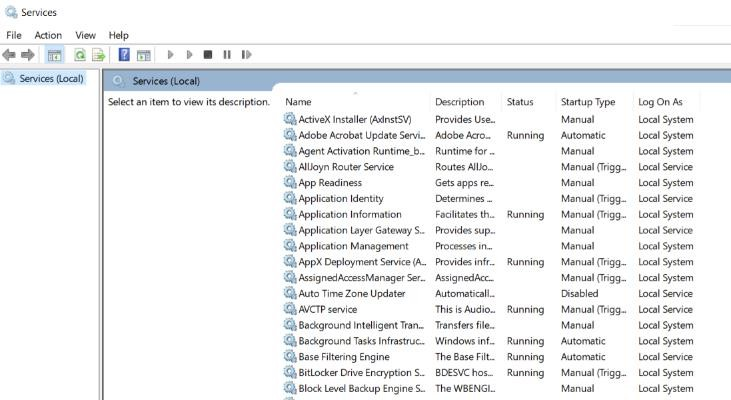 Services
File Action View Help
Services (Local)
Services (Local)
Select an item to view its description.
Name Description Status Startup Type Log On As
ActiveX Installer (AxInstSV) Provides Use... Manual Local System
Adobe Acrobat Update Servi... Adobe Acro... Running Automatic Local System
Agent Activation Runtime_b... Runtime for ... Manual Local System
AllJoyn Router Service Routes AllJo... Manual (Trigg... Local Service
App Readiness Gets apps re... Manual Local System
Application Identity Determines ... Manual (Trigg... Local Service
Application Information Facilitates th... Running Manual (Trigg... Local System
Application Layer Gateway S... Provides sup... Manual Local Service
Application Management Processes in... Manual Local System
AppX Deployment Service (A... Provides infr... Running Manual (Trigg... Local System
AssignedAccessManager Ser... AssignedAcc... Manual (Trigg... Local System
Auto Time Zone Updater Automaticall... Disabled Local Service
AVCTP service This is Audio... Running Manual (Trigg... Local Service
Background Intelligent Tran... Transfers file... Manual Local System
Background Tasks Infrastruc... Windows inf... Running Automatic Local System
Base Filtering Engine The Base Filt... Running Automatic Local Service
BitLocker Drive Encryption S... BDESVC hos... Running Manual (Trigg... Local System
Block Level Backup Engine S... The WBENGI... Manual Local System